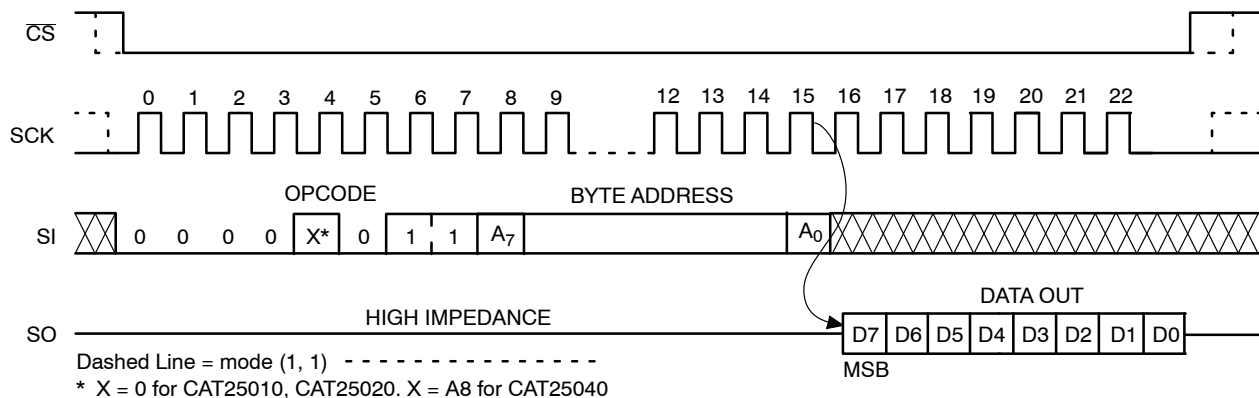 CS
0 1 2 3 4 5 6 7 8 9 12 13 14 15 16 17 18 19 20 21 22
SCK
OPCODE BYTE ADDRESS
SI 0 0 0 0 X* 0 1 1 A7 A0
DATA OUT
HIGH IMPEDANCE
SO D7 D6 D5 D4 D3 D2 D1 D0
Dashed Line = mode (1, 1)
MSB
* X = 0 for CAT25010, CAT25020. X = A8 for CAT25040